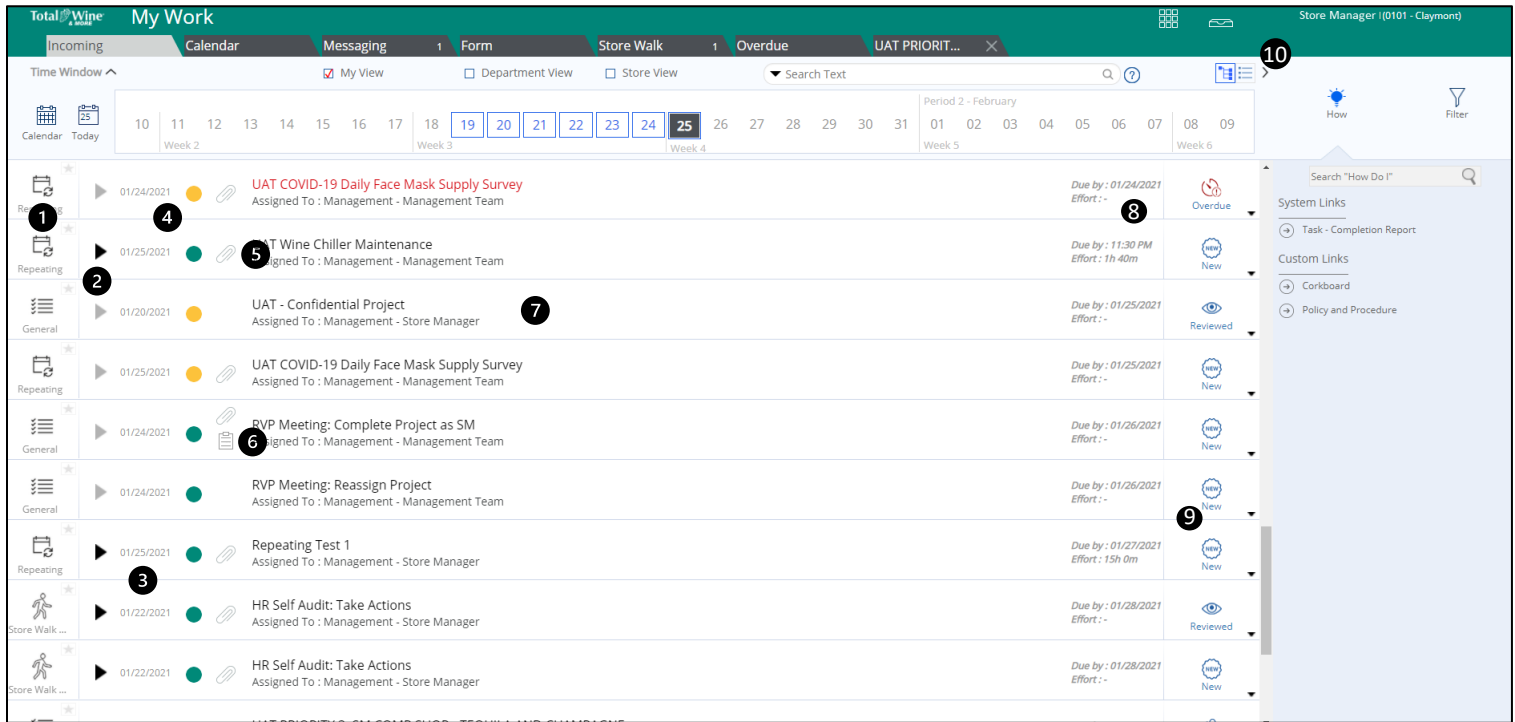 Total Wine & MORE
My Work
Store Manager |(0101 - Claymont)
Incoming
Calendar
Messaging 1
Form
Store Walk 1
Overdue
UAT PRIORIT...
10
Time Window
My View
Department View
Store View
Search Text
?
Calendar
25
Today
Period 2 - February
10 11 12 13 14 15 16 17 18 19 20 21 22 23 24 25 26 27 28 29 30 31 01 02 03 04 05 06 07 08 09
Week 2 Week 3 Week 4 Week 5 Week 6
How
Filter
Search "How Do I"
System Links
Task - Completion Report
Custom Links
Corkboard
Policy and Procedure
1
01/24/2021
4
UAT COVID-19 Daily Face Mask Supply Survey
Assigned To : Management - Management Team
Due by : 01/24/2021
Effort : -
8
Overdue
Repeating
2
01/25/2021
5
UAT Wine Chiller Maintenance
Assigned To : Management - Management Team
Due by : 11:30 PM
Effort : 1h 40m
NEW
New
General
01/20/2021
UAT - Confidential Project
Assigned To : Management - Store Manager
7
Due by : 01/25/2021
Effort : -
Reviewed
Repeating
01/25/2021
UAT COVID-19 Daily Face Mask Supply Survey
Assigned To : Management - Management Team
Due by : 01/25/2021
Effort : -
NEW
New
General
01/24/2021
6
RVP Meeting: Complete Project as SM
Assigned To : Management - Management Team
Due by : 01/26/2021
Effort : -
NEW
New
General
01/24/2021
RVP Meeting: Reassign Project
Assigned To : Management - Management Team
Due by : 01/26/2021
Effort : -
NEW
New
9
Repeating
01/25/2021
3
Repeating Test 1
Assigned To : Management - Store Manager
Due by : 01/27/2021
Effort : 15h 0m
NEW
New
Store Walk ...
01/22/2021
HR Self Audit: Take Actions
Assigned To : Management - Store Manager
Due by : 01/28/2021
Effort : -
Reviewed
Store Walk ...
01/22/2021
HR Self Audit: Take Actions
Assigned To : Management - Store Manager
Due by : 01/28/2021
Effort : -
NEW
New